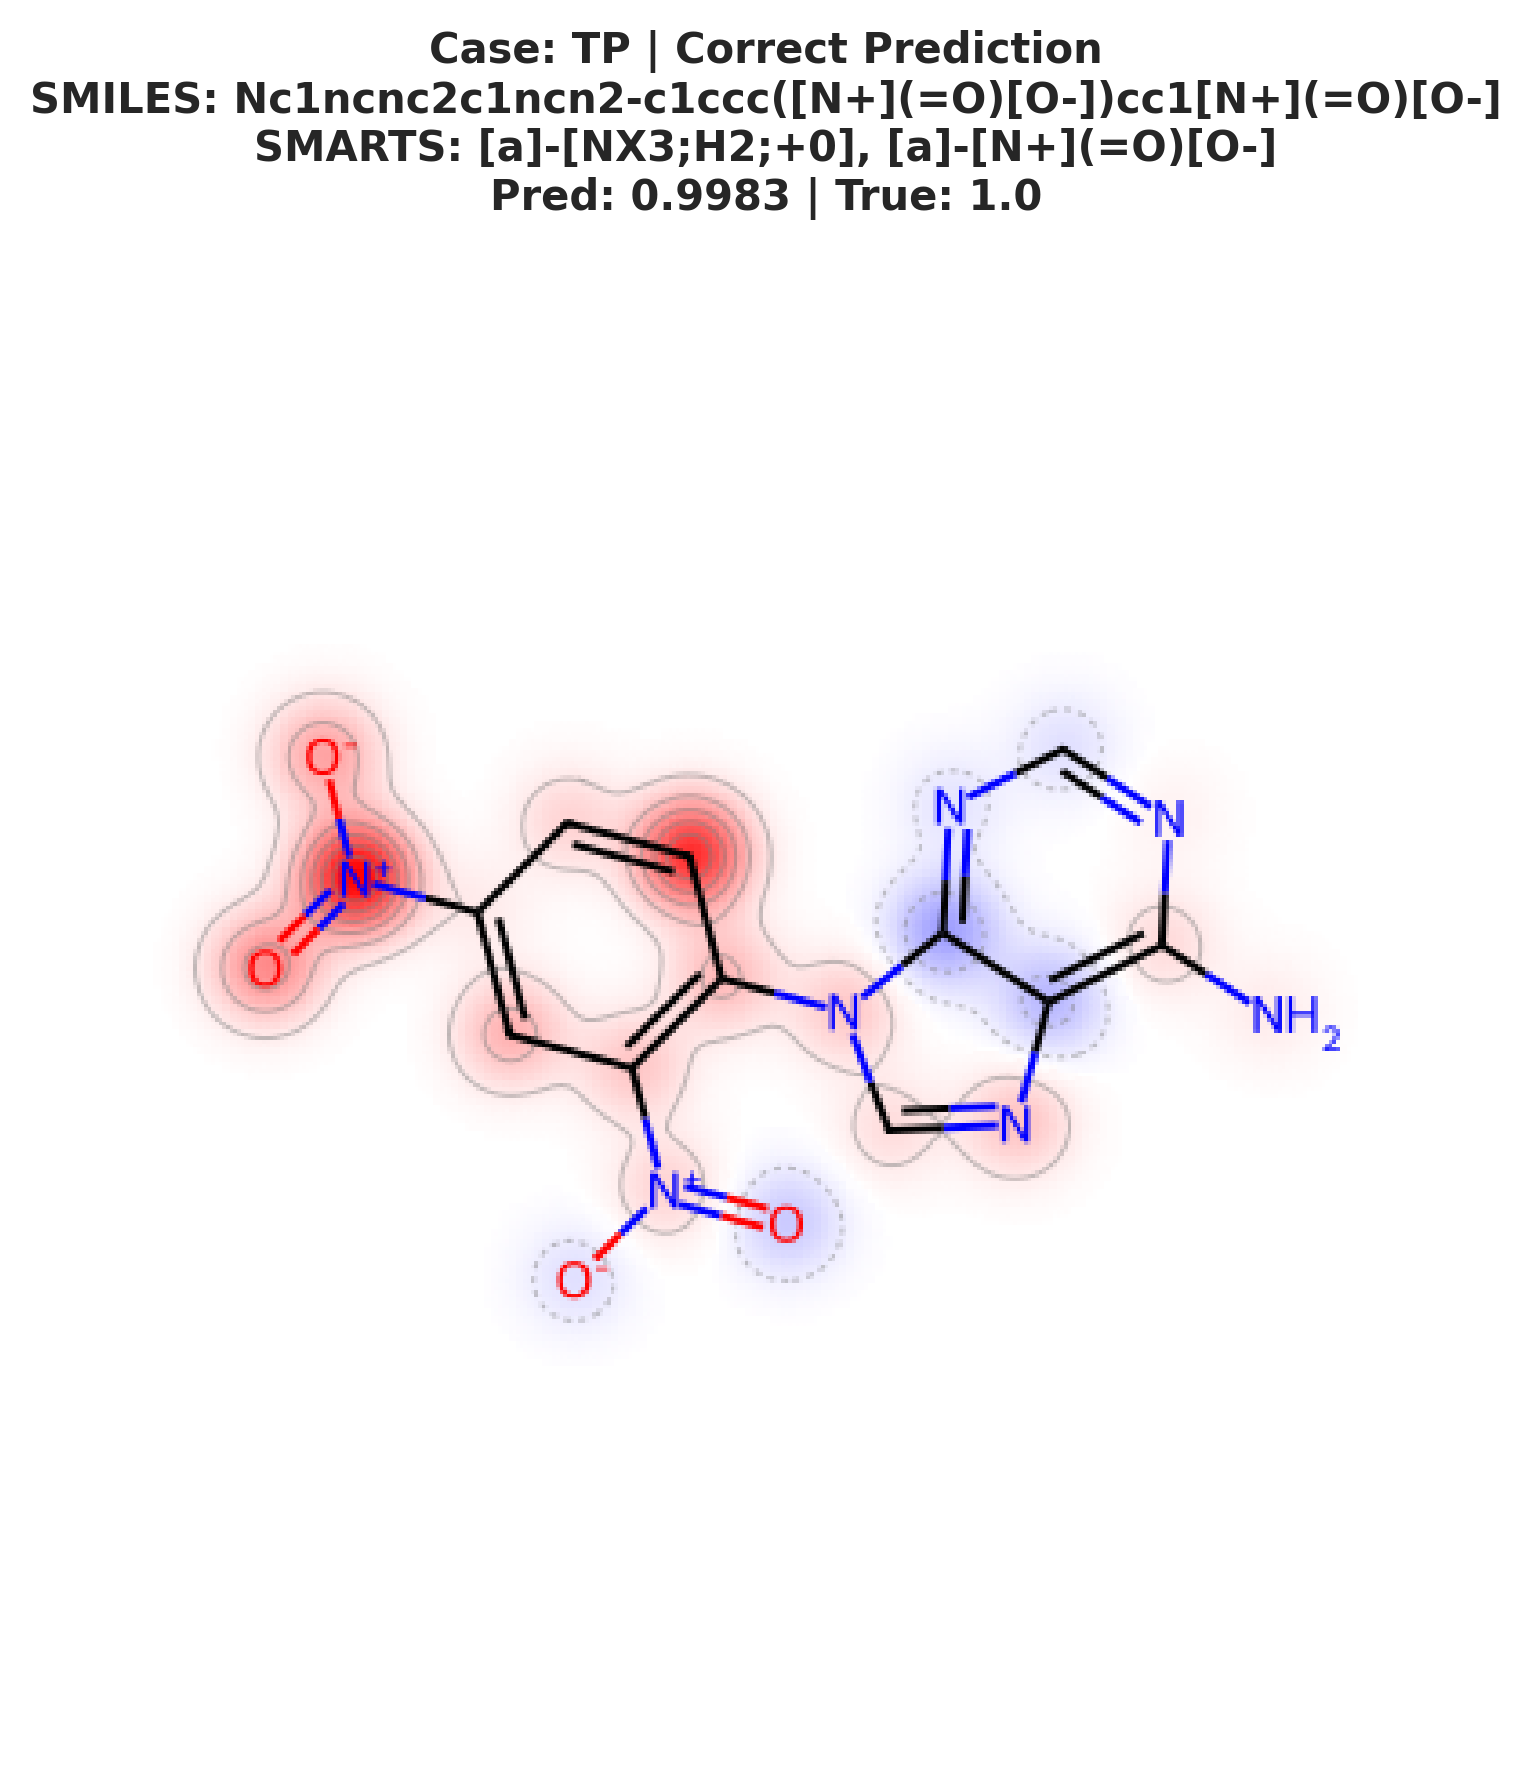 Case: TP | Correct Prediction
SMILES: Nc1ncnc2c1ncn2-c1ccc([N+](=O)[O-])cc1[N+](=O)[O-]
SMARTS: [a]-[NX3;H2;+0], [a]-[N+](=O)[O-]
Pred: 0.9983 | True: 1.0
O-
N
N
N+
O
N
NH2
N
N+
O
O-